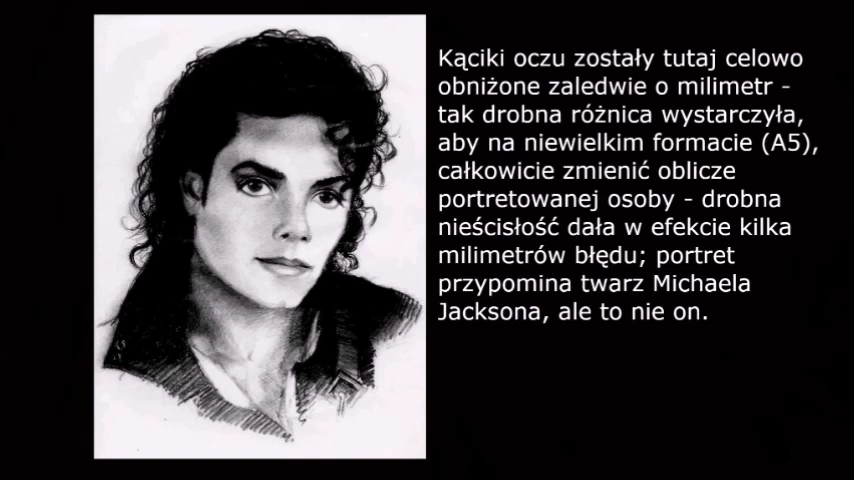 Kąciki oczu zostały tutaj celowo
obniżone zaledwie o milimetr -
tak drobna różnica wystarczyła,
aby na niewielkim formacie (A5),
całkowicie zmienić oblicze
portretowanej osoby - drobna
nieścisłość dała w efekcie kilka
milimetrów błędu; portret
przypomina twarz Michaela
Jacksona, ale to nie on.